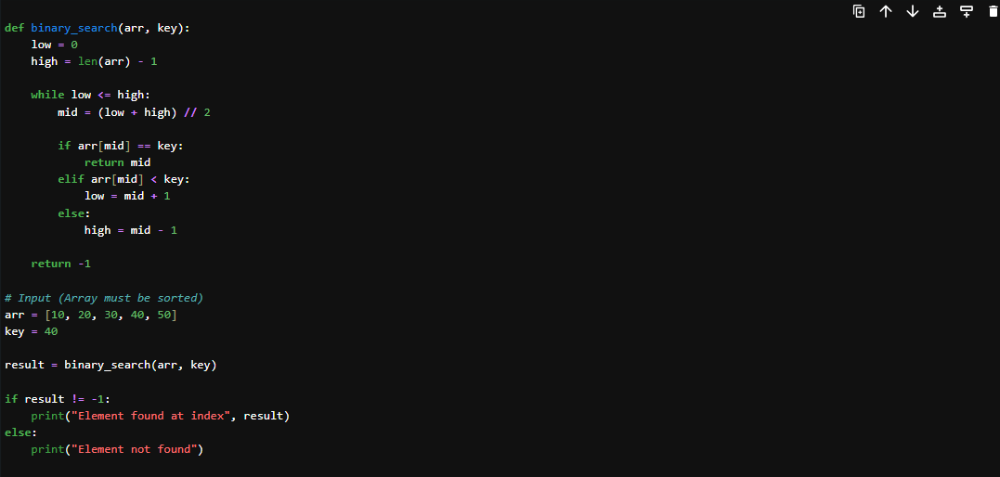 def binary_search(arr, key):
    low = 0
    high = len(arr) - 1

    while low <= high:
        mid = (low + high) // 2

        if arr[mid] == key:
            return mid
        elif arr[mid] < key:
            low = mid + 1
        else:
            high = mid - 1

    return -1

# Input (Array must be sorted)
arr = [10, 20, 30, 40, 50]
key = 40

result = binary_search(arr, key)

if result != -1:
    print("Element found at index", result)
else:
    print("Element not found")